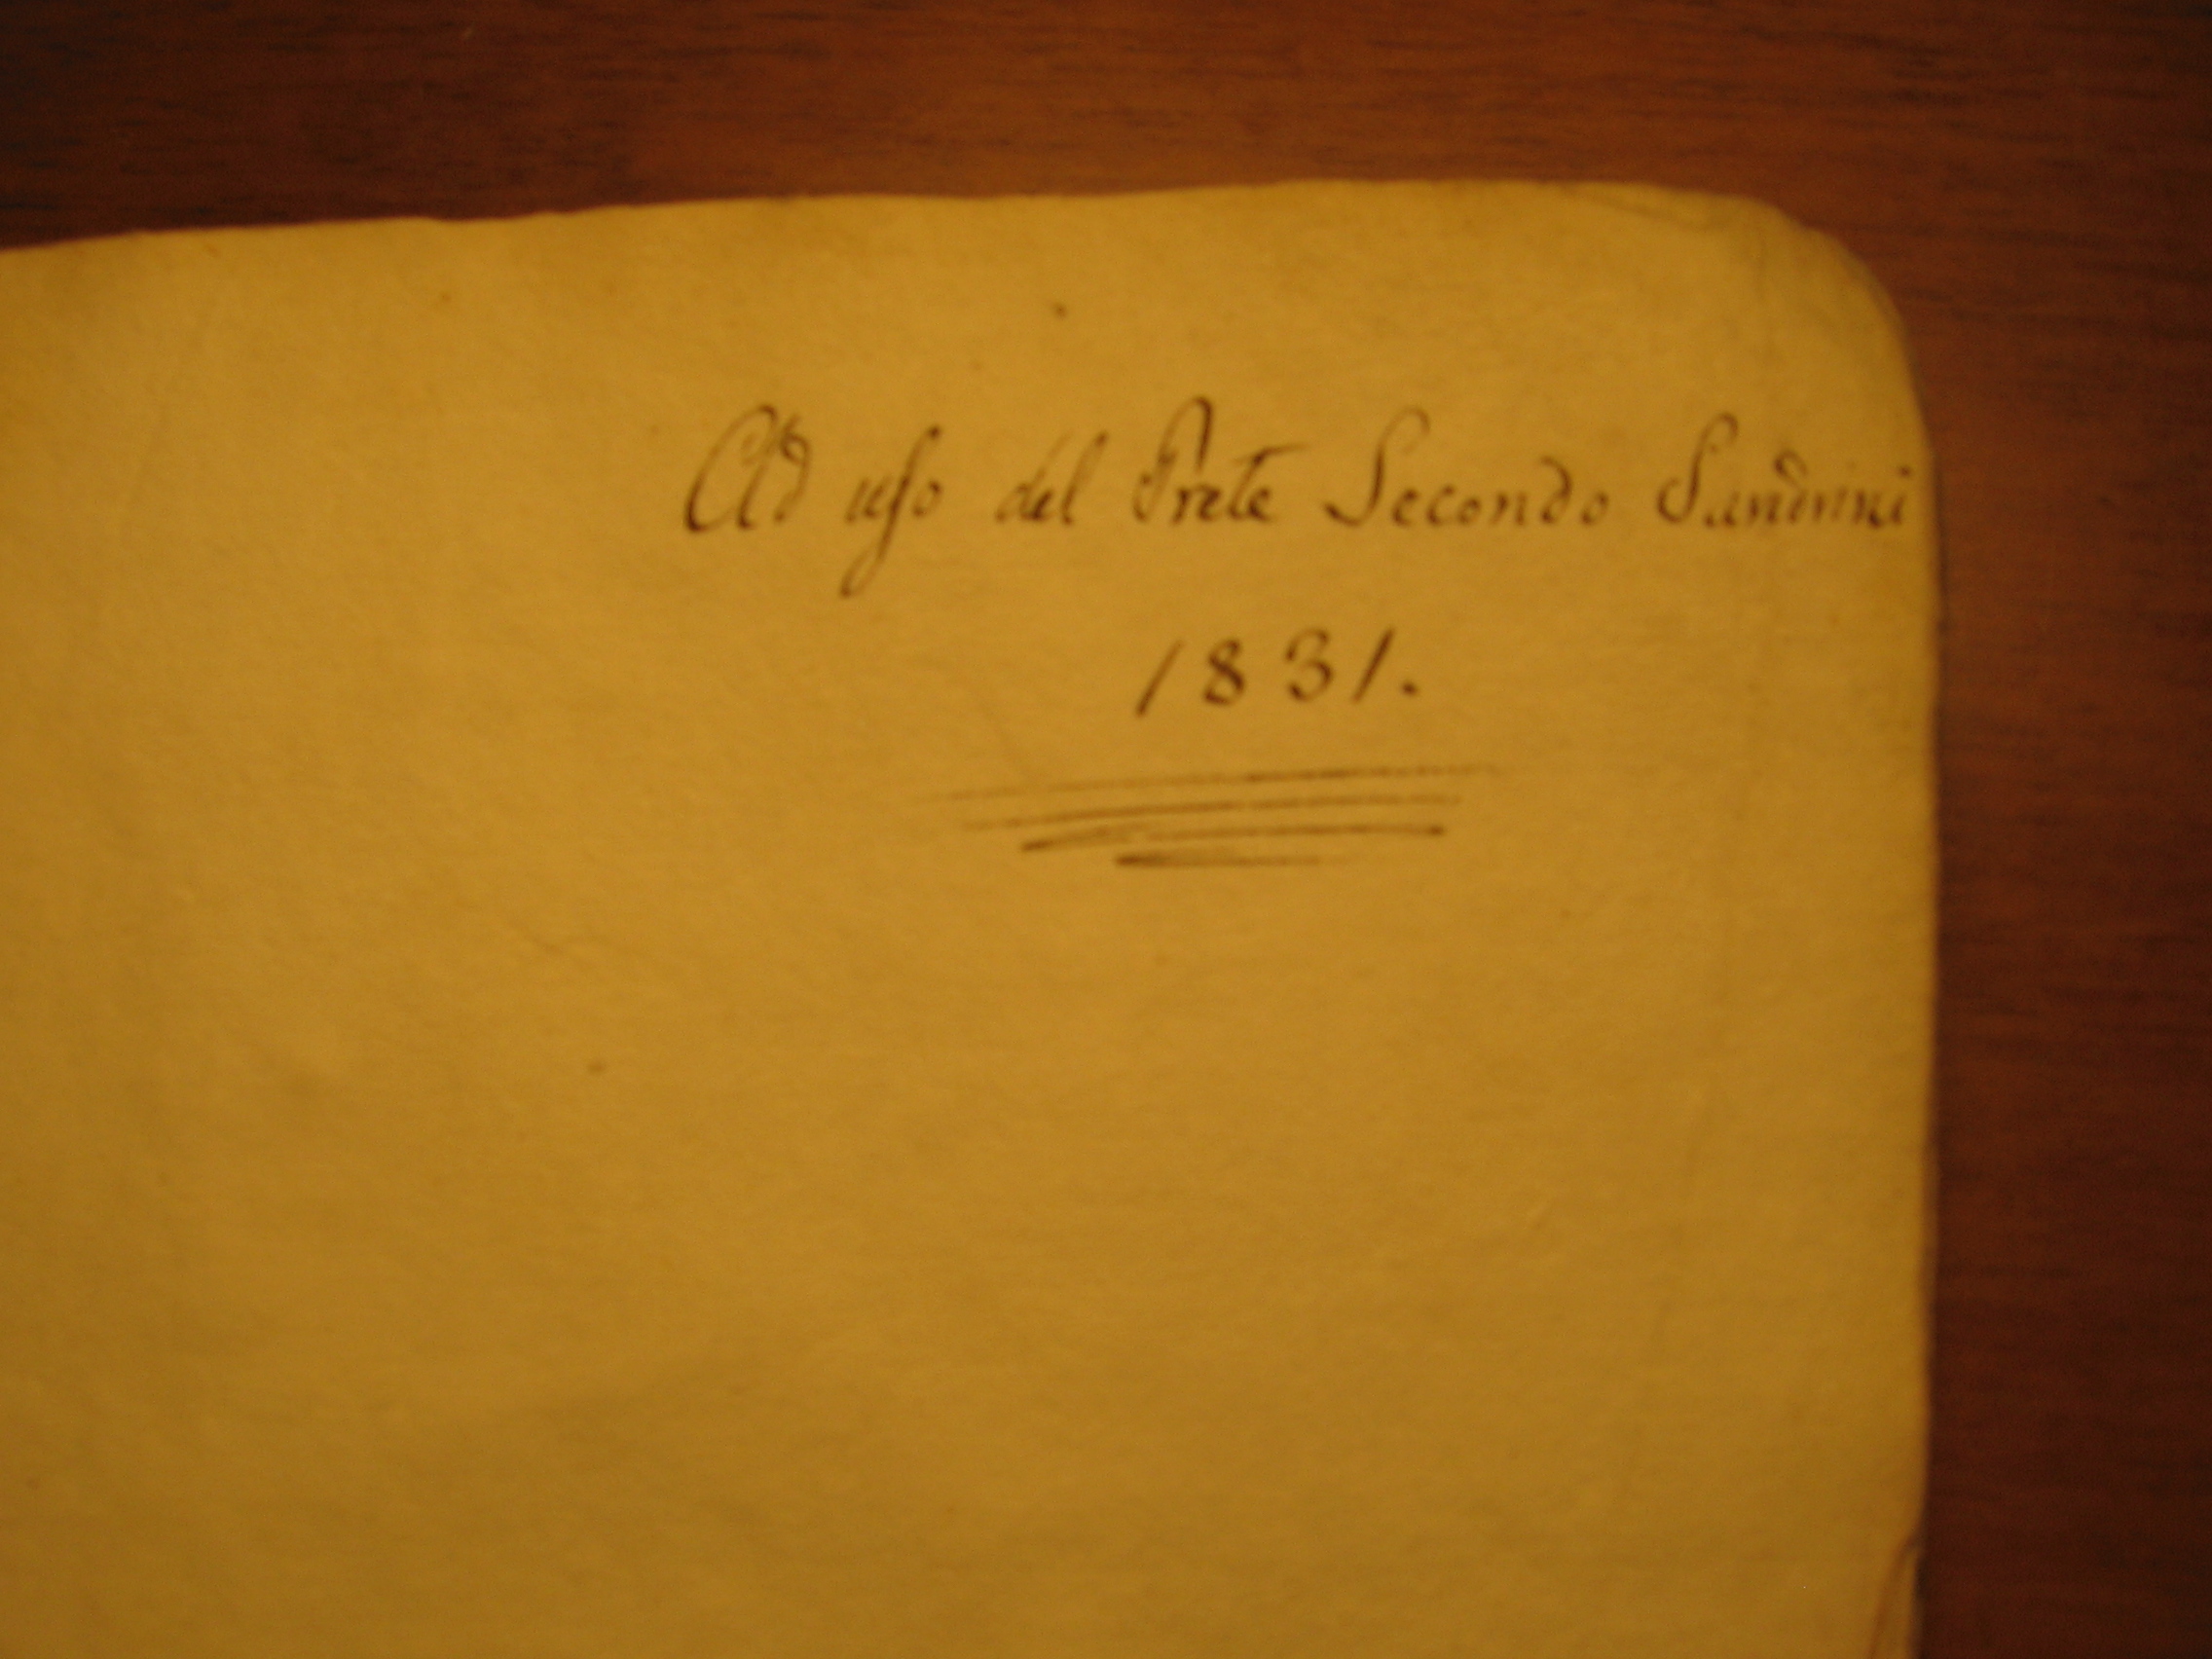 Ad uſo del Prete Secondo Sandrini
1831.